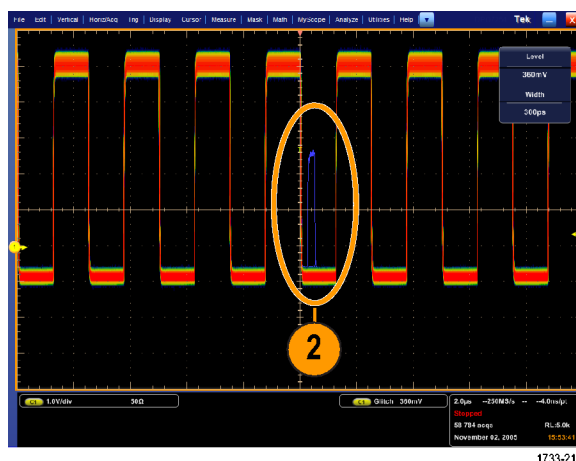 File Edit Vertical Horiz/Acq Trig Display Cursor Measure Mask Math MyScope Analyze Utilities Help Tek
Level
360mV
Width
300ps
2
C1 1.0V/div 50Ω
C1 Glitch 360mV
2.0µs --250MS/s -- --4.0ns/pt
Stopped
58 784 acqs RL:5.0k
November 02, 2005 15:53:41
1733-21